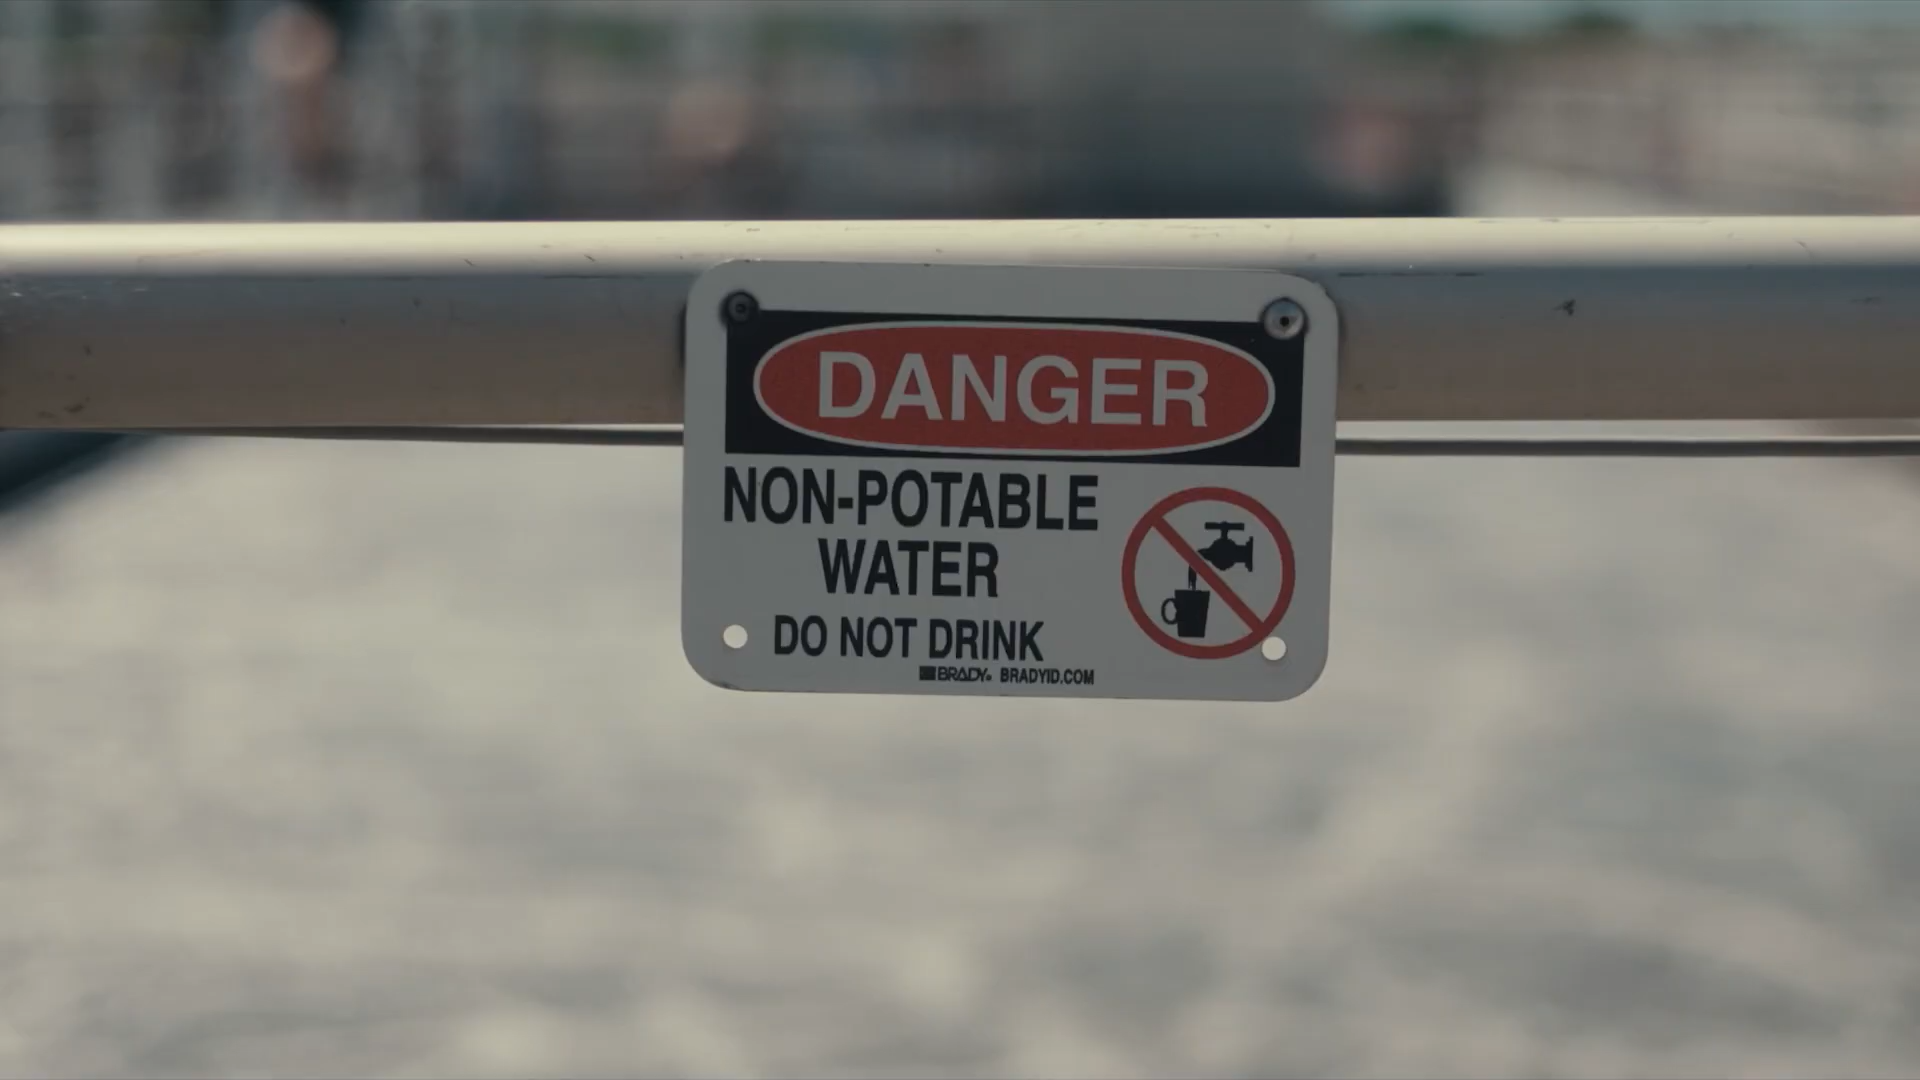 DANGER
NON-POTABLE
WATER
DO NOT DRINK
BRADY® BRADYID.COM